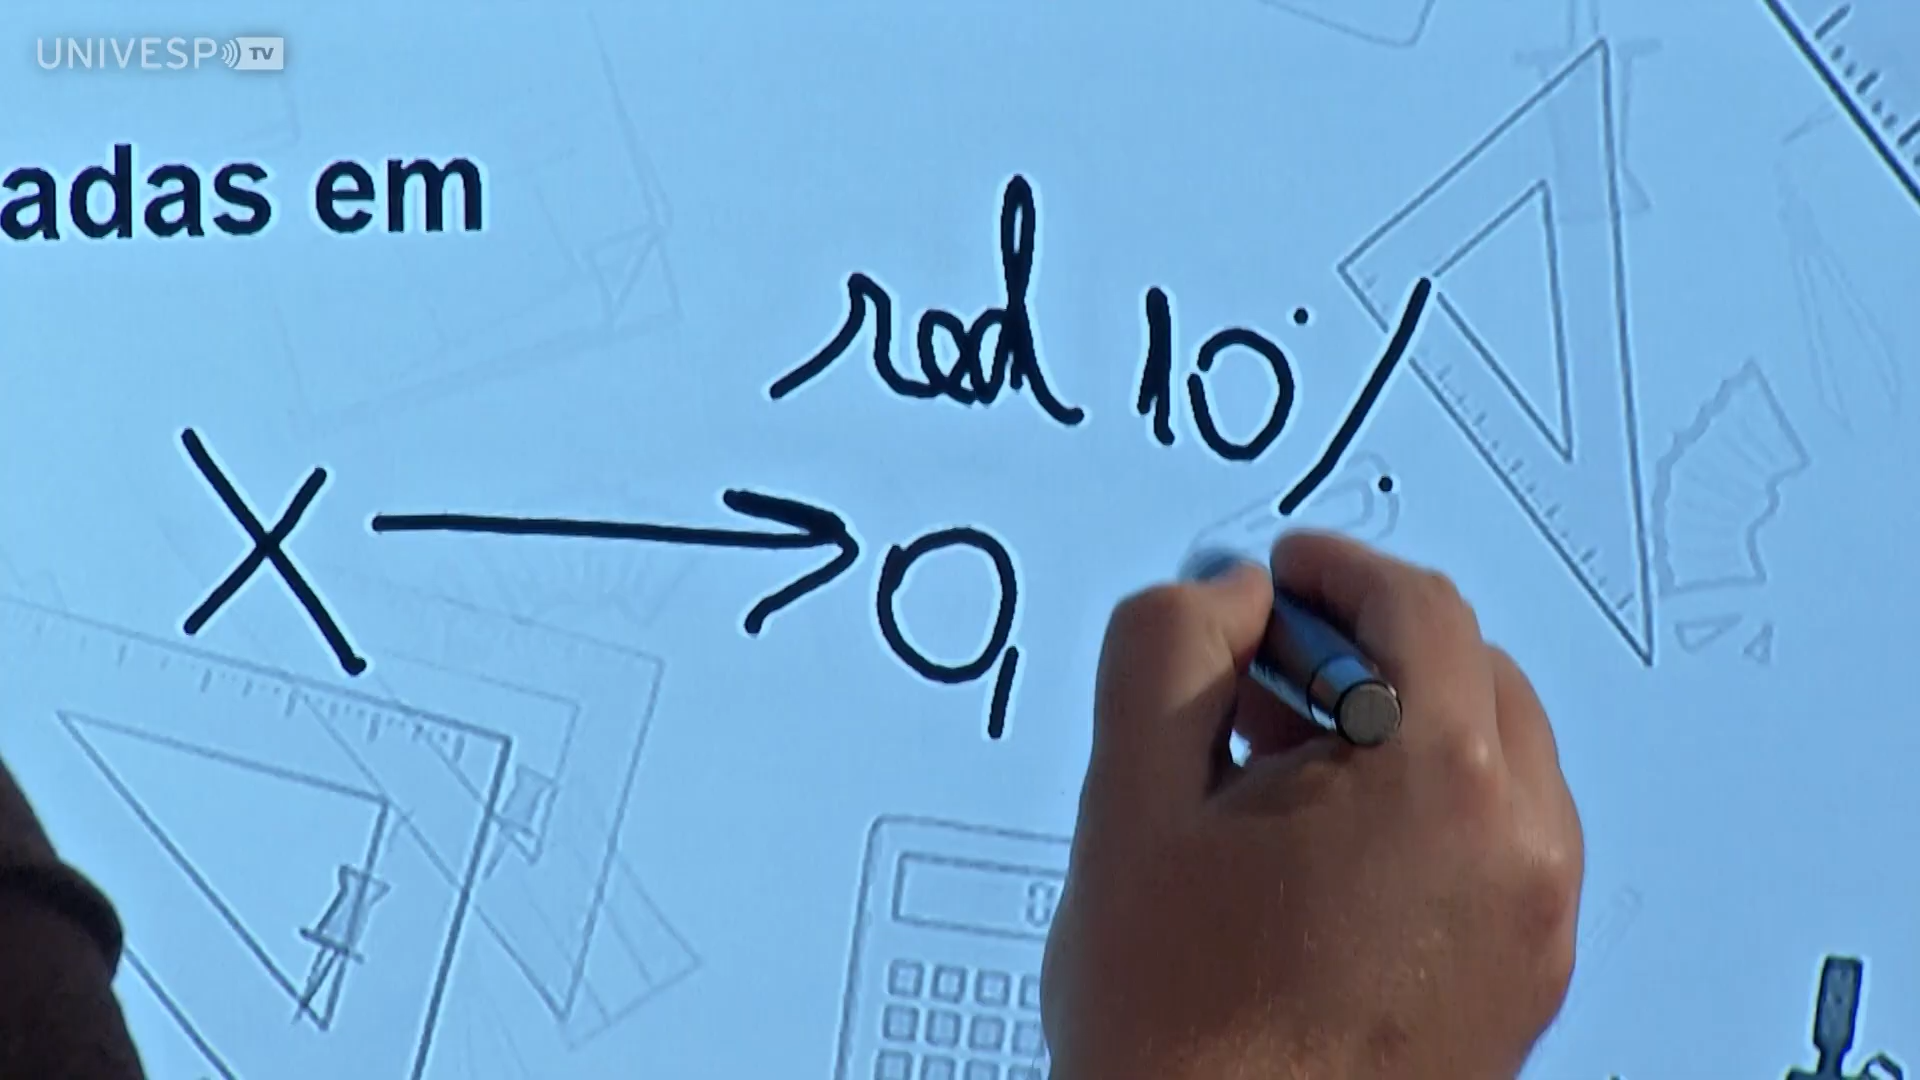 UNIVESP TV
adas em
red 10%
X → 0,